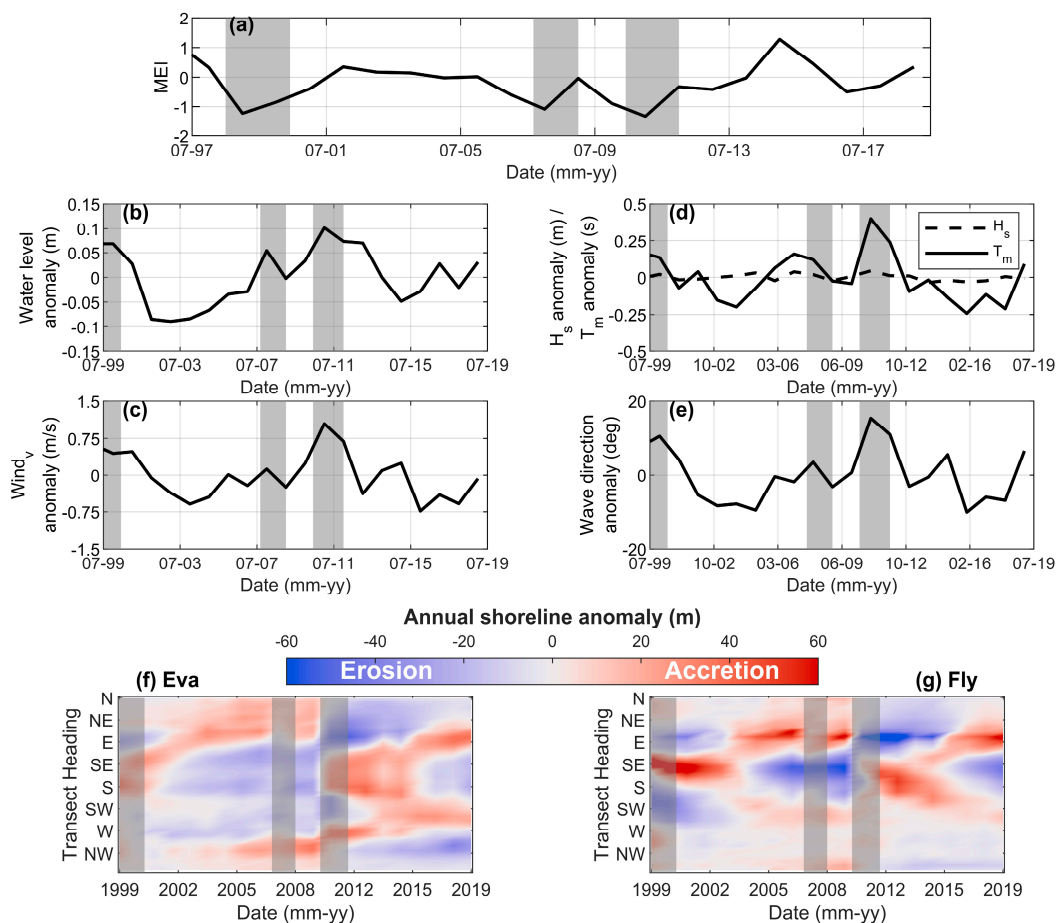 (a)
MEI
2
1
0
-1
-2
07-97
07-01
07-05
07-09
07-13
07-17
Date (mm-yy)
(b)
Water level
anomaly (m)
0.15
0.1
0.05
0
-0.05
-0.1
-0.15
07-99
07-03
07-07
07-11
07-15
07-19
Date (mm-yy)
(d)
H_s anomaly (m) /
T_m anomaly (s)
0.5
0.25
0
-0.25
-0.5
H_s
T_m
07-99
10-02
03-06
06-09
10-12
02-16
07-19
Date (mm-yy)
(c)
Wind_v
anomaly (m/s)
1.5
0.75
0
-0.75
-1.5
07-99
07-03
07-07
07-11
07-15
07-19
Date (mm-yy)
(e)
Wave direction
anomaly (deg)
20
0
-20
07-99
10-02
03-06
06-09
10-12
02-16
07-19
Date (mm-yy)
Annual shoreline anomaly (m)
-60
-40
-20
0
20
40
60
Erosion
Accretion
(f) Eva
Transect Heading
N
NE
E
SE
S
SW
W
NW
1999
2002
2005
2008
2012
2015
2019
Date (mm-yy)
(g) Fly
Transect Heading
N
NE
E
SE
S
SW
W
NW
1999
2002
2005
2008
2012
2015
2019
Date (mm-yy)